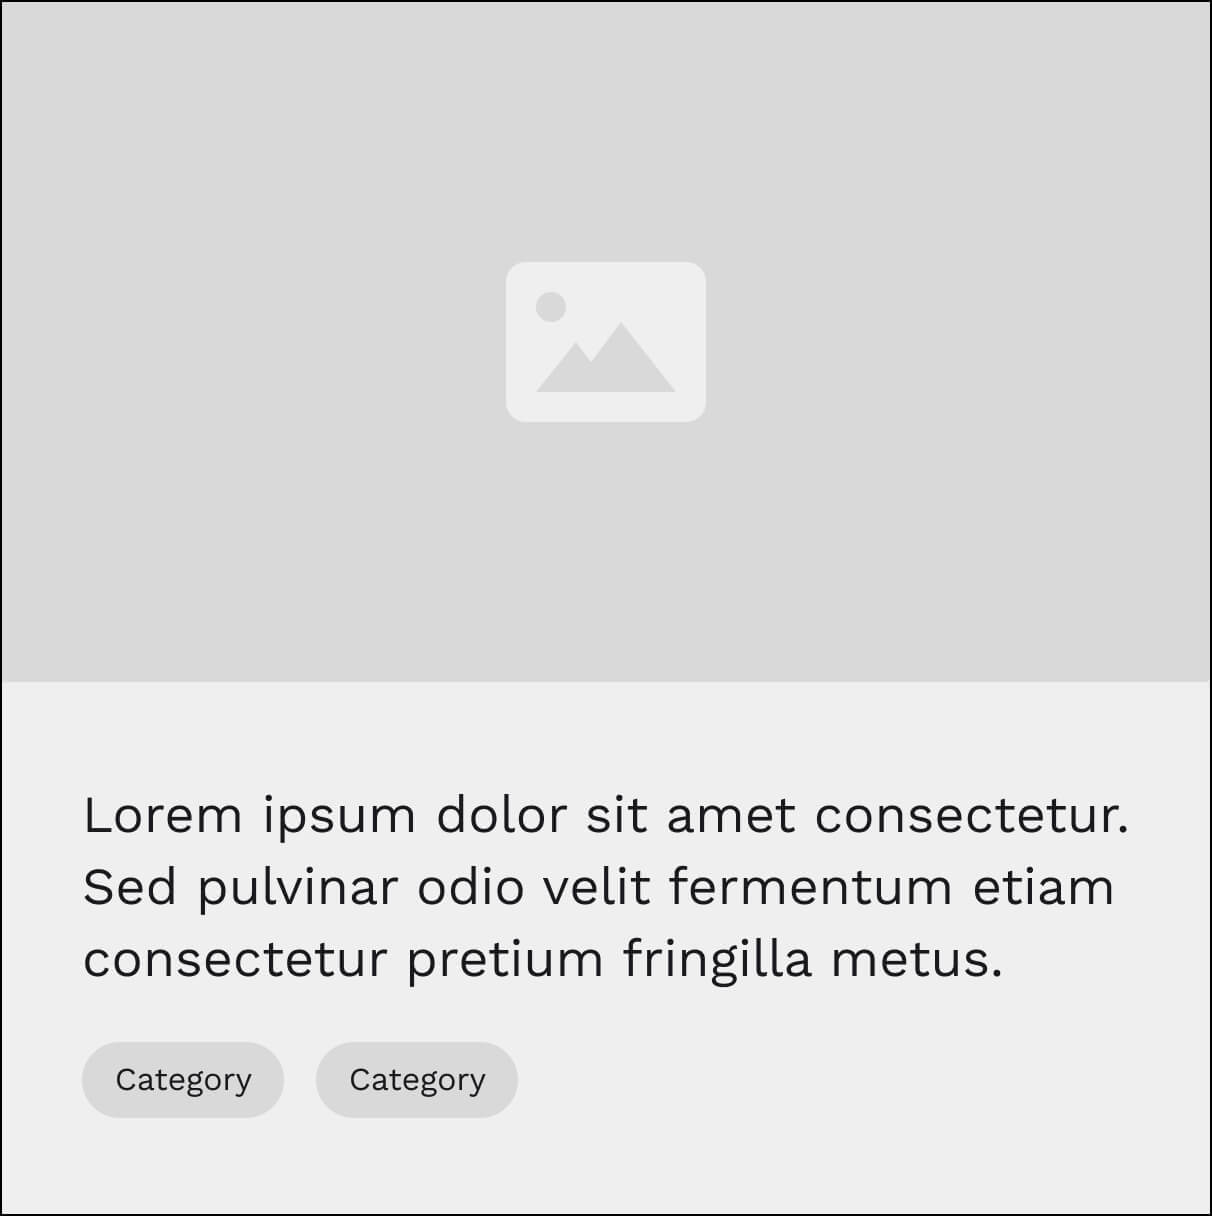 Lorem ipsum dolor sit amet consectetur.
Sed pulvinar odio velit fermentum etiam
consectetur pretium fringilla metus.
Category
Category